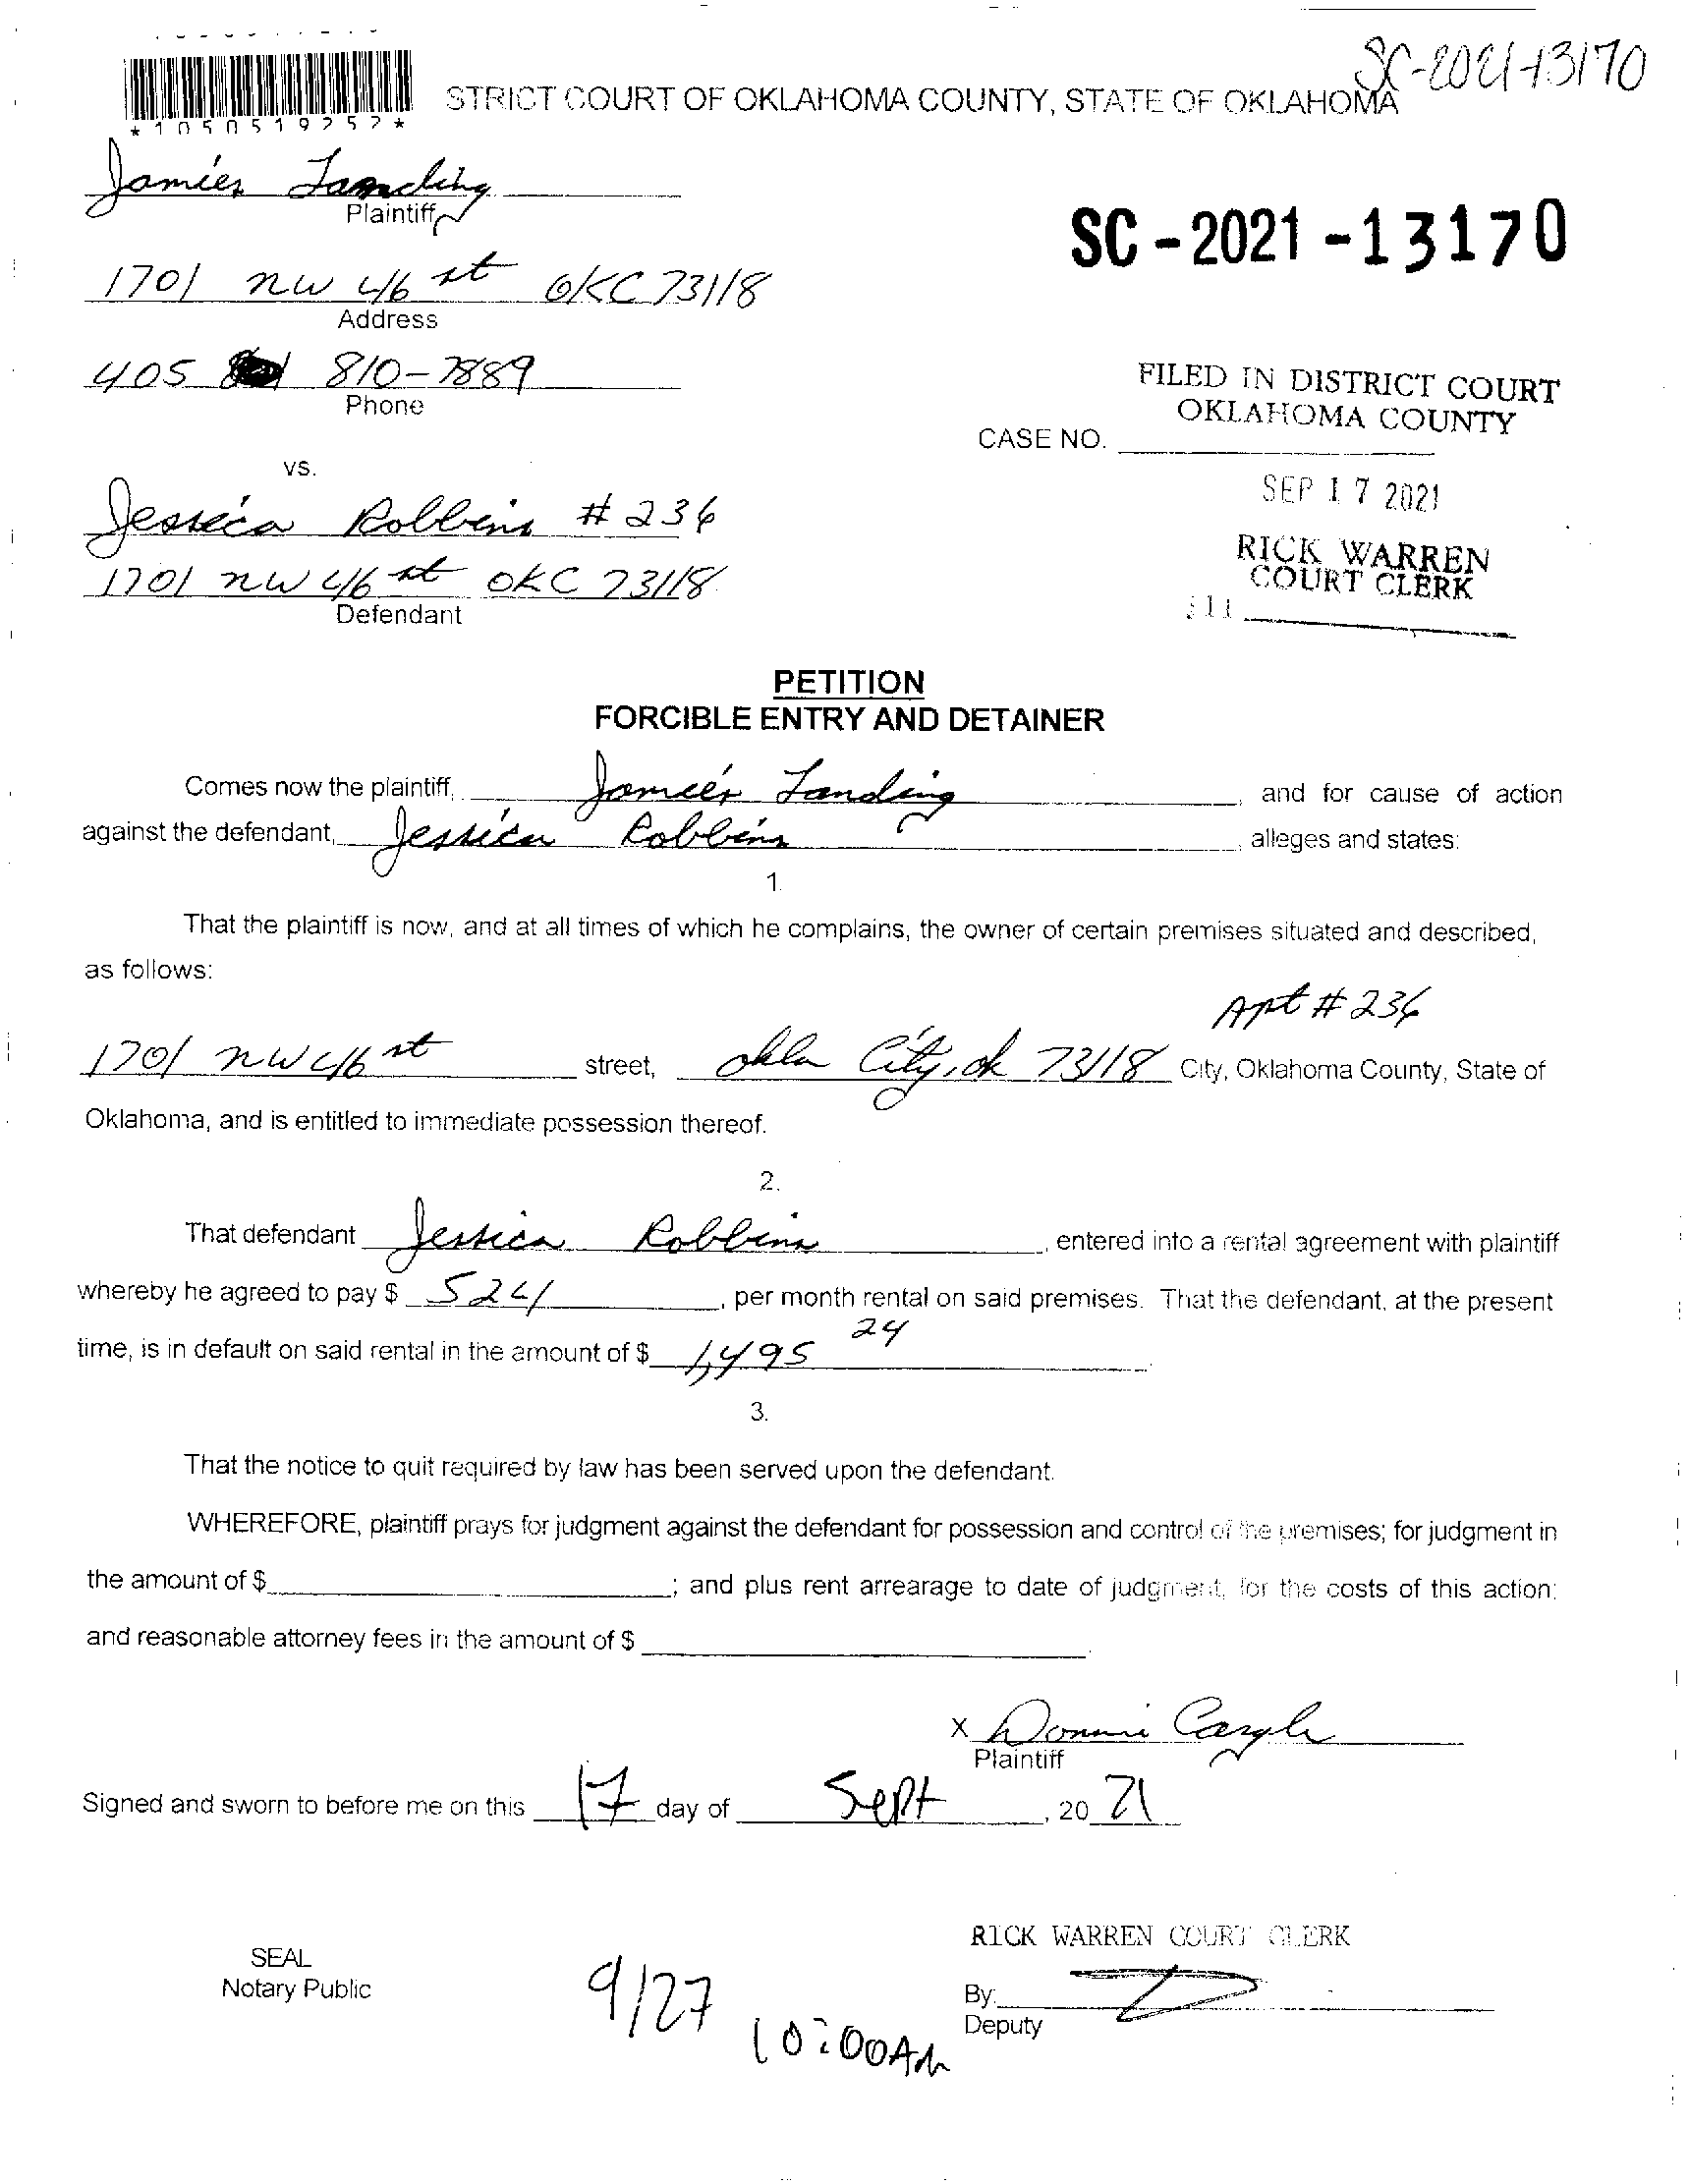 SC-2021-13170
*1050519757*
STRICT COURT OF OKLAHOMA COUNTY, STATE OF OKLAHOMA
Jamies Landing
Plaintiff
SC-2021-13170
1701 nw 46 st OKC 73118
Address
405 810-7889
Phone
FILED IN DISTRICT COURT
OKLAHOMA COUNTY
CASE NO.
vs.
SEP 17 2021
Jessica Robbins #236
RICK WARREN
COURT CLERK
1701 nw 46 st OKC 73118
Defendant
PETITION
FORCIBLE ENTRY AND DETAINER
Comes now the plaintiff, Jamies Landing and for cause of action
against the defendant, Jessica Robbins, alleges and states:
1.
That the plaintiff is now, and at all times of which he complains, the owner of certain premises situated and described,
as follows:
Apt #236
1701 nw 46 st street, okla City, ok 73118 City, Oklahoma County, State of
Oklahoma, and is entitled to immediate possession thereof.
2.
That defendant Jessica Robbins, entered into a rental agreement with plaintiff
whereby he agreed to pay $ 524, per month rental on said premises. That the defendant, at the present
time, is in default on said rental in the amount of $ 1,495 24.
3.
That the notice to quit required by law has been served upon the defendant.
WHEREFORE, plaintiff prays for judgment against the defendant for possession and control of the premises; for judgment in
the amount of $ ; and plus rent arrearage to date of judgment, for the costs of this action;
and reasonable attorney fees in the amount of $ .
x Donnie Cargle
Plaintiff
Signed and sworn to before me on this 17 day of Sept, 20 21
RICK WARREN COURT CLERK
SEAL
Notary Public
By:
Deputy
9/27 10:00AM